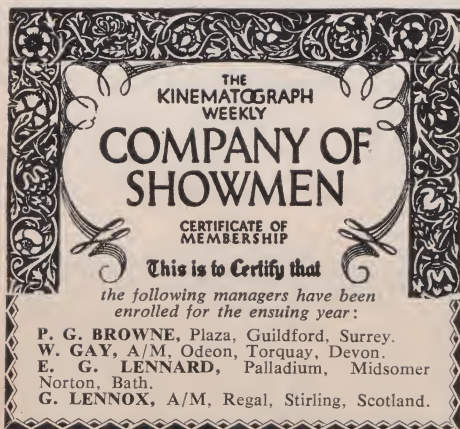 THE
KINEMATOGRAPH
WEEKLY
COMPANY OF
SHOWMEN
CERTIFICATE OF
MEMBERSHIP
This is to Certify that
the following managers have been
enrolled for the ensuing year:
P. G. BROWNE, Plaza, Guildford, Surrey.
W. GAY, A/M, Odeon, Torquay, Devon.
E. G. LENNARD, Palladium, Midsomer
Norton, Bath.
G. LENNOX, A/M, Regal, Stirling, Scotland.